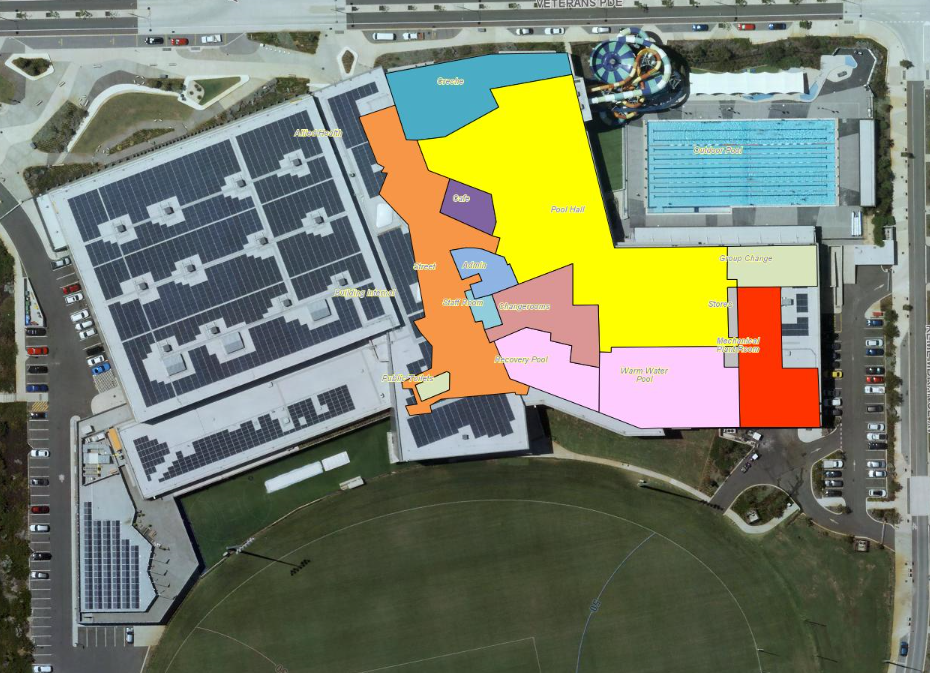 VETERANS PDE
Creche
Allied Health
Outdoor Pool
Cafe
Pool Hall
Group Change
Admin
Street
Building Internal
Staff Room
Changerooms
Store
Mechanical
Plant Room
Recovery Pool
Warm Water
Pool
Public Toilets